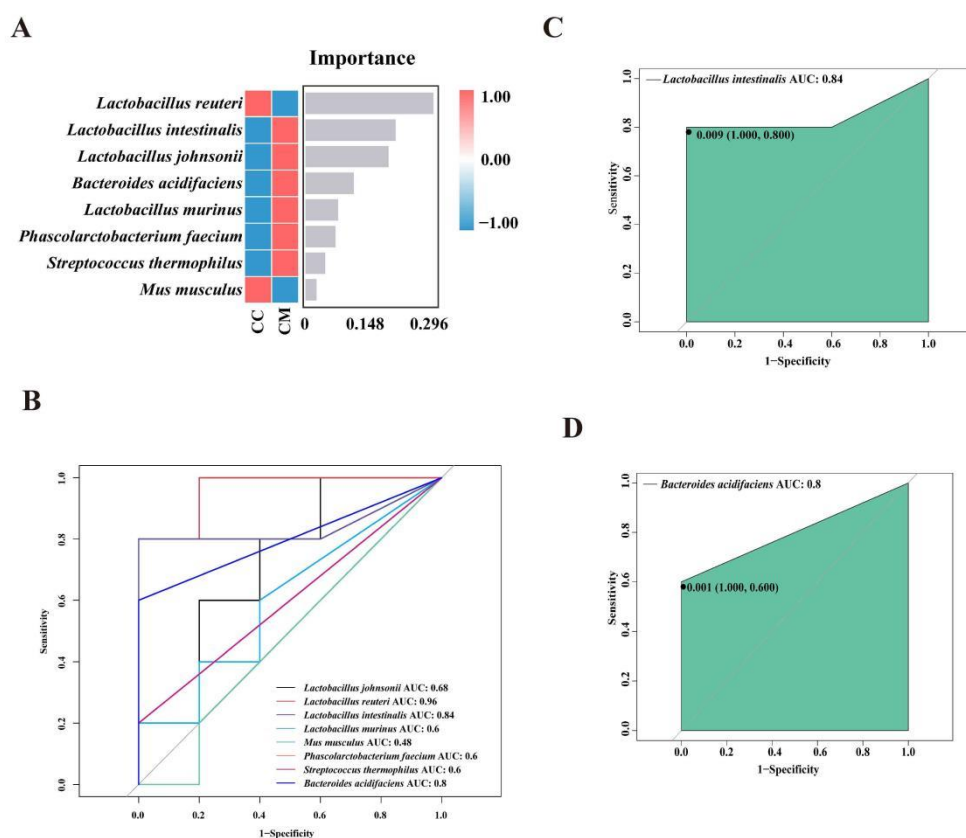 A
Importance
Lactobacillus reuteri
Lactobacillus intestinalis
Lactobacillus johnsonii
Bacteroides acidifaciens
Lactobacillus murinus
Phascolarctobacterium faecium
Streptococcus thermophilus
Mus musculus
CC CM
0 0.148 0.296
1.00
0.00
−1.00
B
Sensitivity
0.0 0.2 0.4 0.6 0.8 1.0
Lactobacillus johnsonii AUC: 0.68
Lactobacillus reuteri AUC: 0.96
Lactobacillus intestinalis AUC: 0.84
Lactobacillus murinus AUC: 0.6
Mus musculus AUC: 0.48
Phascolarctobacterium faecium AUC: 0.6
Streptococcus thermophilus AUC: 0.6
Bacteroides acidifaciens AUC: 0.8
0.0 0.2 0.4 0.6 0.8 1.0
1-Specificity
C
Lactobacillus intestinalis AUC: 0.84
0.009 (1.000, 0.800)
Sensitivity
0.0 0.2 0.4 0.6 0.8 1.0
0.0 0.2 0.4 0.6 0.8 1.0
1-Specificity
D
Bacteroides acidifaciens AUC: 0.8
0.001 (1.000, 0.600)
Sensitivity
0.0 0.2 0.4 0.6 0.8 1.0
0.0 0.2 0.4 0.6 0.8 1.0
1-Specificity